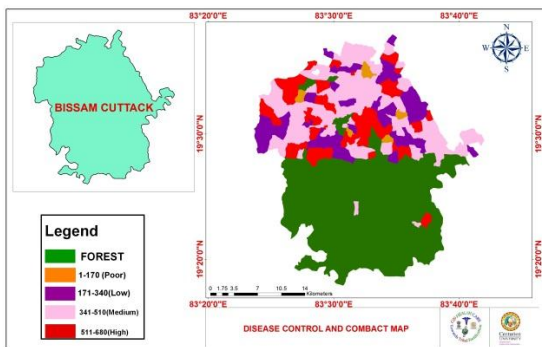 83°20'0"E 83°30'0"E 83°40'0"E
N
W E
S
BISSAM CUTTACK
19°30'0"N
19°30'0"N
Legend
FOREST
1-170 (Poor)
171-340(Low)
341-510(Medium)
511-680(High)
19°20'0"N
19°20'0"N
0 1.75 3.5 7 10.5 14
Kilometers
83°20'0"E 83°30'0"E 83°40'0"E
DISEASE CONTROL AND COMBACT MAP
Centurion
UNIVERSITY